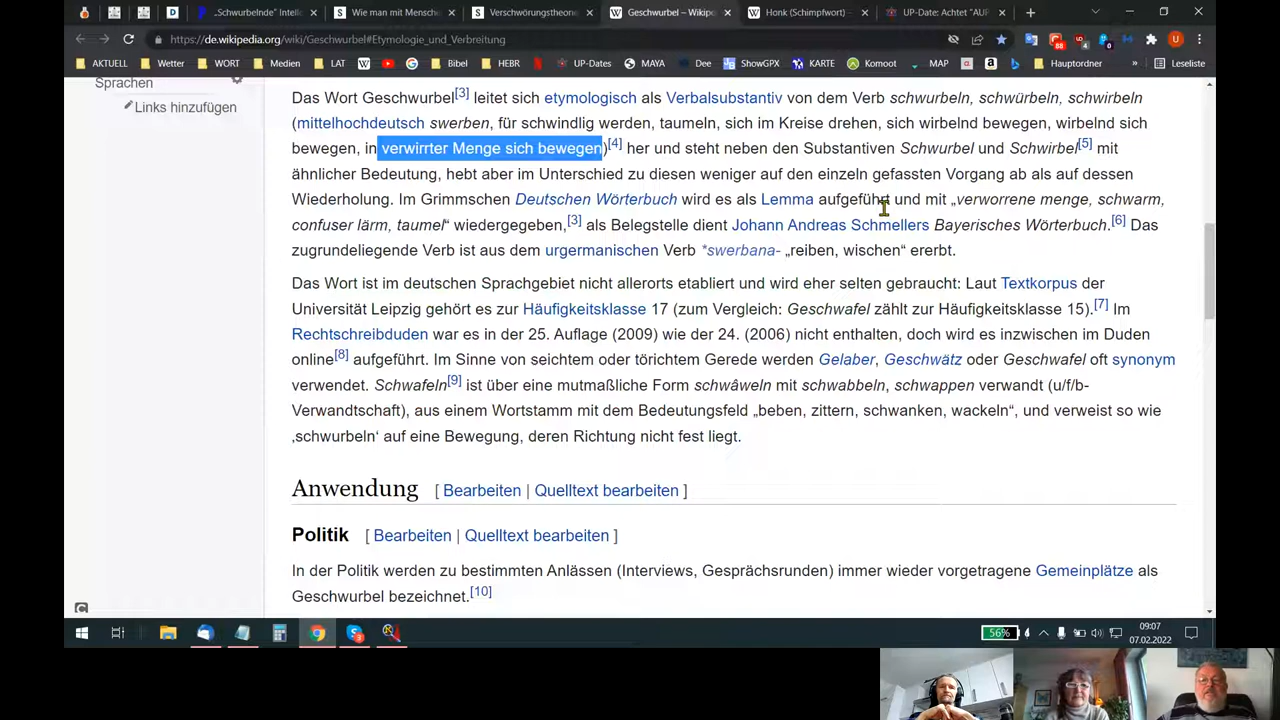 „Schwurbelnde" Intelle
Wie man mit Mensche
Verschwörungstheorie
Geschwurbel – Wikipe
Honk (Schimpfwort) –
UP-Date: Achtet "AUF
https://de.wikipedia.org/wiki/Geschwurbel#Etymologie_und_Verbreitung
AKTUELL Wetter WORT Medien LAT Bibel HEBR UP-Dates MAYA Dee ShowGPX KARTE Komoot MAP Hauptordner » Leseliste
Sprachen
Links hinzufügen
Das Wort Geschwurbel[3] leitet sich etymologisch als Verbalsubstantiv von dem Verb schwurbeln, schwürbeln, schwirbeln
(mittelhochdeutsch swerben, für schwindlig werden, taumeln, sich im Kreise drehen, sich wirbelnd bewegen, wirbelnd sich
bewegen, in verwirrter Menge sich bewegen)[4] her und steht neben den Substantiven Schwurbel und Schwirbel[5] mit
ähnlicher Bedeutung, hebt aber im Unterschied zu diesen weniger auf den einzeln gefassten Vorgang ab als auf dessen
Wiederholung. Im Grimmschen Deutschen Wörterbuch wird es als Lemma aufgeführt und mit „verworrene menge, schwarm,
confuser lärm, taumel“ wiedergegeben,[3] als Belegstelle dient Johann Andreas Schmellers Bayerisches Wörterbuch.[6] Das
zugrundeliegende Verb ist aus dem urgermanischen Verb *swerbana- „reiben, wischen“ ererbt.
Das Wort ist im deutschen Sprachgebiet nicht allerorts etabliert und wird eher selten gebraucht: Laut Textkorpus der
Universität Leipzig gehört es zur Häufigkeitsklasse 17 (zum Vergleich: Geschwafel zählt zur Häufigkeitsklasse 15).[7] Im
Rechtschreibduden war es in der 25. Auflage (2009) wie der 24. (2006) nicht enthalten, doch wird es inzwischen im Duden
online[8] aufgeführt. Im Sinne von seichtem oder törichtem Gerede werden Gelaber, Geschwätz oder Geschwafel oft synonym
verwendet. Schwafeln[9] ist über eine mutmaßliche Form schwâweln mit schwabbeln, schwappen verwandt (u/f/b-
Verwandtschaft), aus einem Wortstamm mit dem Bedeutungsfeld „beben, zittern, schwanken, wackeln“, und verweist so wie
‚schwurbeln‘ auf eine Bewegung, deren Richtung nicht fest liegt.
Anwendung [ Bearbeiten | Quelltext bearbeiten ]
Politik [ Bearbeiten | Quelltext bearbeiten ]
In der Politik werden zu bestimmten Anlässen (Interviews, Gesprächsrunden) immer wieder vorgetragene Gemeinplätze als
Geschwurbel bezeichnet.[10]
56%
09:07
07.02.2022